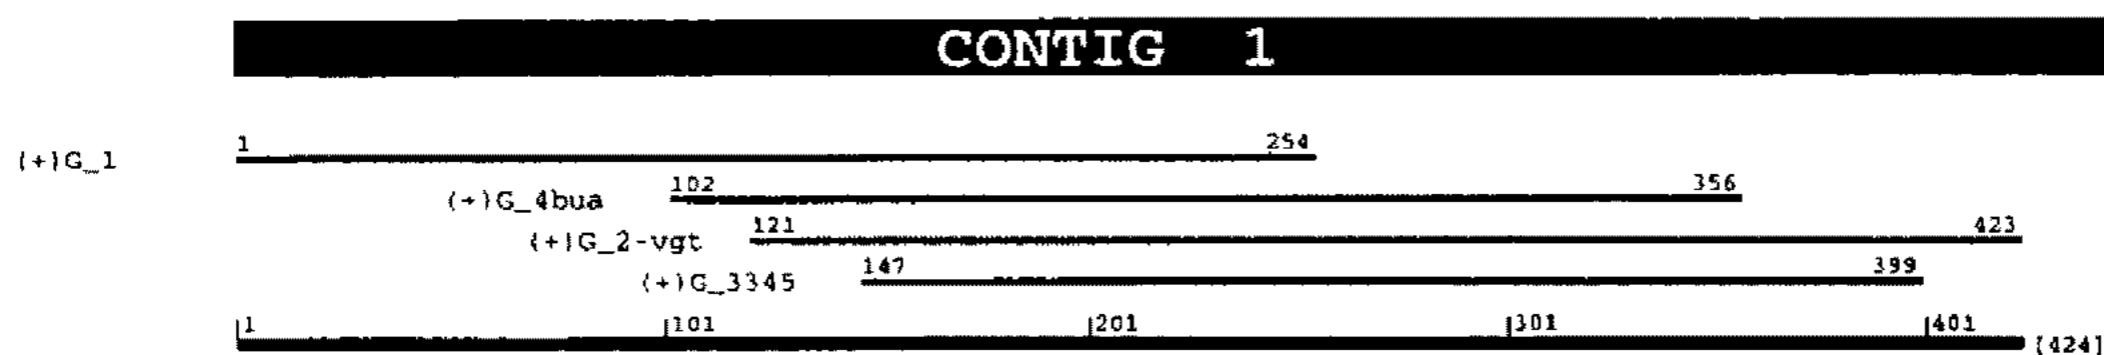 CONTIG 1
(+)G_1 1 254
(+)G_4bua 102 356
(+)G_2-vgt 121 423
(+)G_3345 147 399
|1 |101 |201 |301 |401 [424]